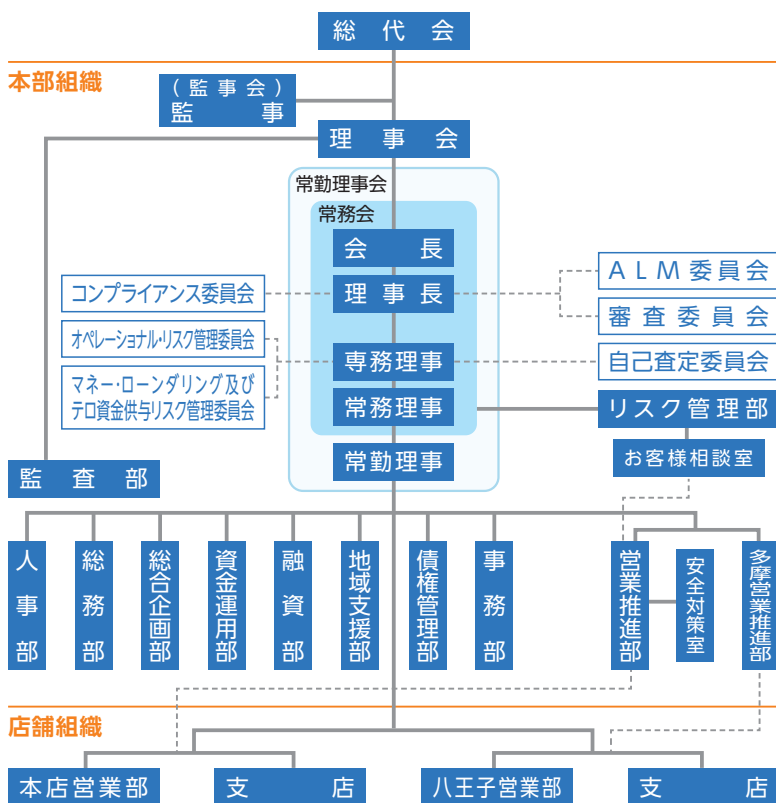 総代会
本部組織
(監事会)
監事
理事会
常勤理事会
常務会
会長
コンプライアンス委員会
理事長
ALM委員会
審査委員会
オペレーショナル・リスク管理委員会
専務理事
自己査定委員会
マネー・ローンダリング及び
テロ資金供与リスク管理委員会
常務理事
リスク管理部
常勤理事
お客様相談室
監査部
人事部
総務部
総合企画部
資金運用部
融資部
地域支援部
債権管理部
事務部
営業推進部
安全対策室
多摩営業推進部
店舗組織
本店営業部
支店
八王子営業部
支店